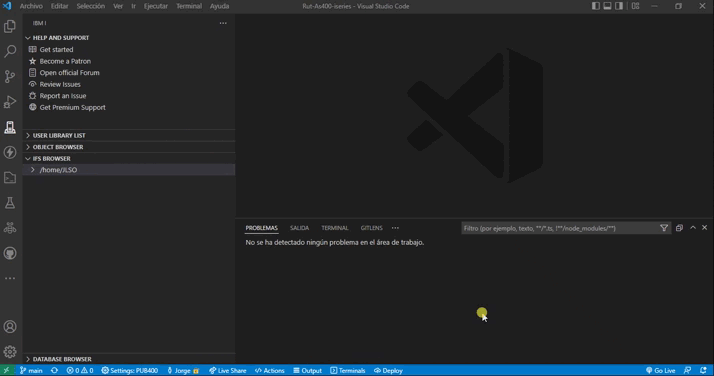 Archivo Editar Selección Ver Ir Ejecutar Terminal Ayuda
Rut-As400-iseries - Visual Studio Code
IBM I
HELP AND SUPPORT
Get started
Become a Patron
Open official Forum
Review Issues
Report an Issue
Get Premium Support
USER LIBRARY LIST
OBJECT BROWSER
IFS BROWSER
/home/JLSO
DATABASE BROWSER
PROBLEMAS SALIDA TERMINAL GITLENS
Filtro (por ejemplo, texto, **/*.ts, !**/node_modules/**)
No se ha detectado ningún problema en el área de trabajo.
main 0 0 Settings: PUB400 Jorge Live Share Actions Output Terminals Deploy Go Live